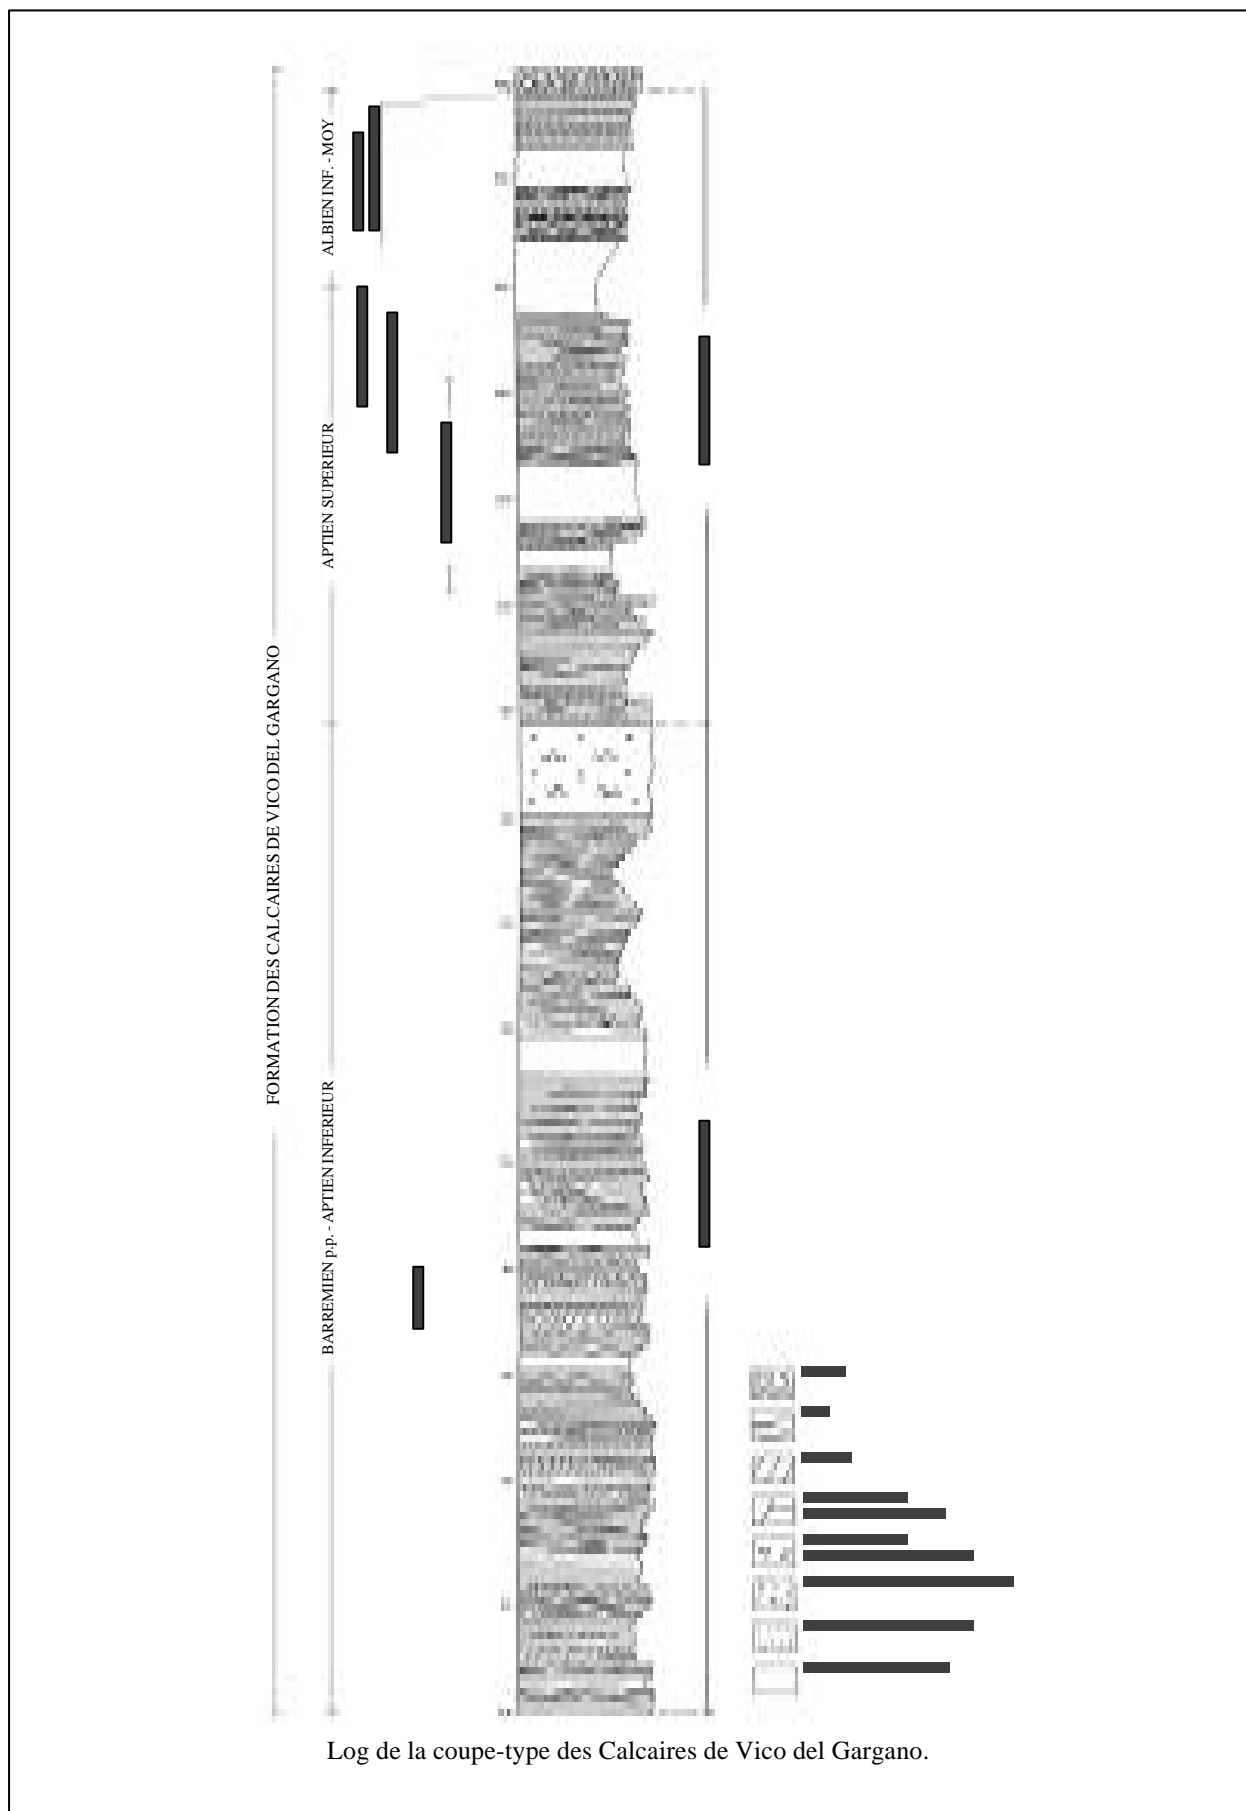 ALBIEN INF. - MOY
APTIEN SUPERIEUR
FORMATION DES CALCAIRES DE VICO DEL GARGANO
BARREMIEN p.p. - APTIEN INFERIEUR
Log de la coupe-type des Calcaires de Vico del Gargano.